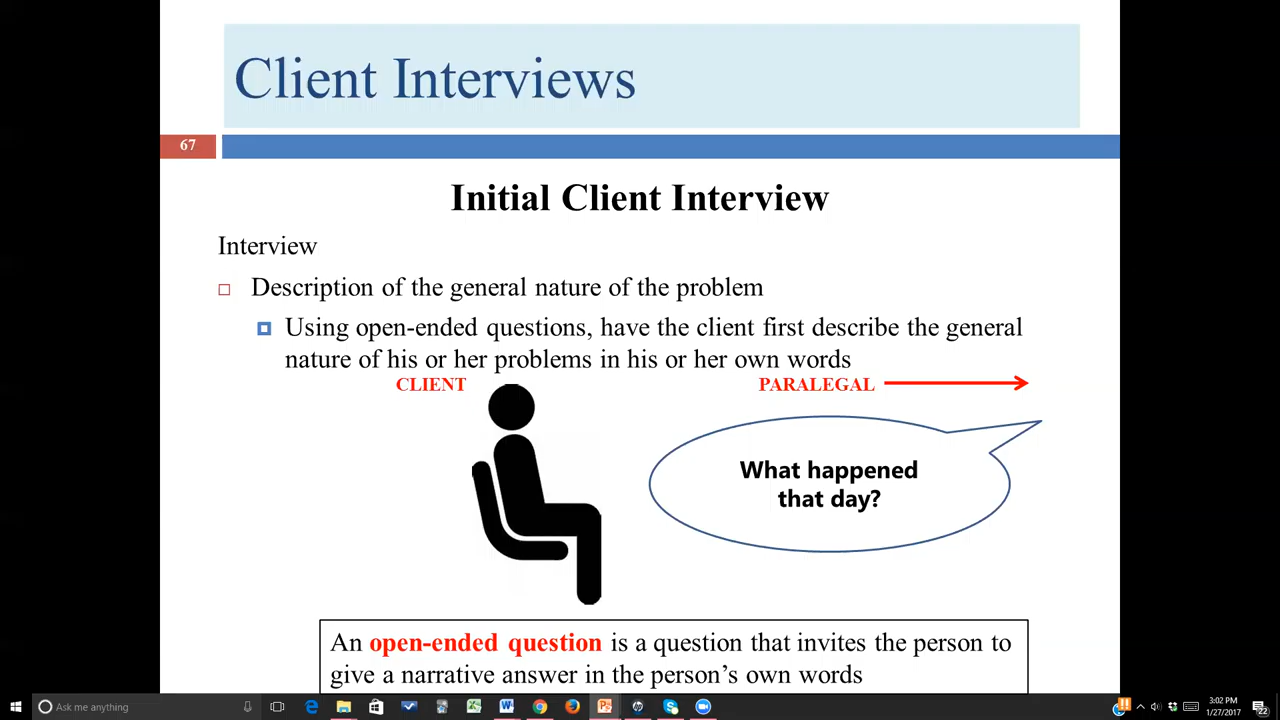 Client Interviews
67
Initial Client Interview
Interview
Description of the general nature of the problem
Using open-ended questions, have the client first describe the general
nature of his or her problems in his or her own words
CLIENT
PARALEGAL
What happened
that day?
An open-ended question is a question that invites the person to
give a narrative answer in the person’s own words
Ask me anything
3:02 PM
1/27/2017
22